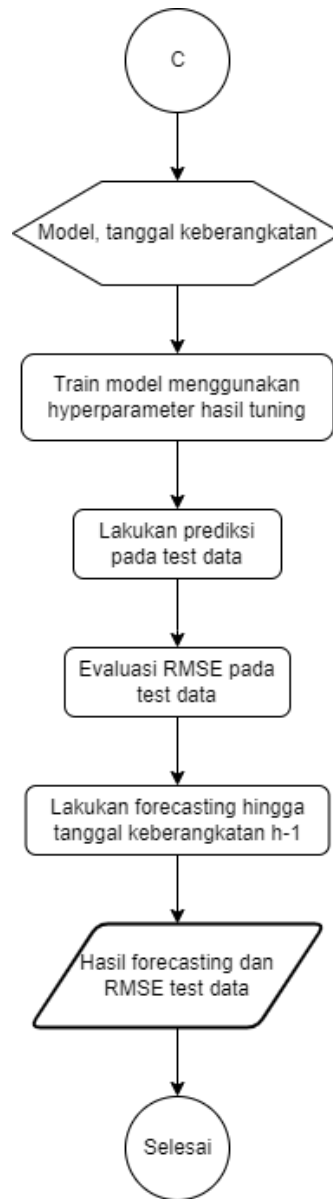 C
Model, tanggal keberangkatan
Train model menggunakan
hyperparameter hasil tuning
Lakukan prediksi
pada test data
Evaluasi RMSE pada
test data
Lakukan forecasting hingga
tanggal keberangkatan h-1
Hasil forecasting dan
RMSE test data
Selesai